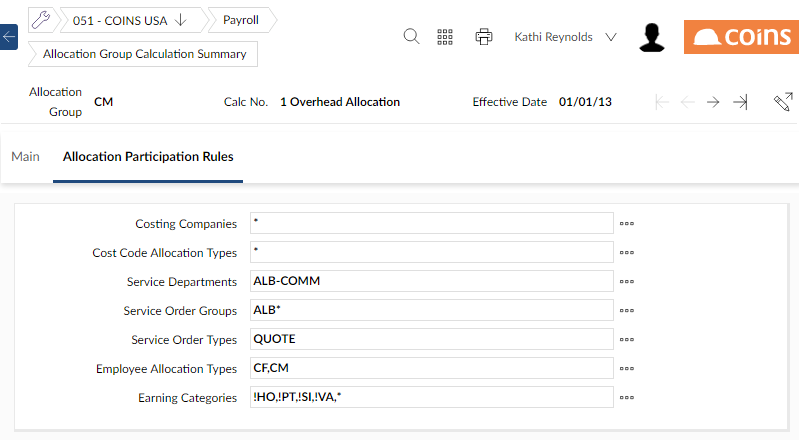 051 - COINS USA
Payroll
Allocation Group Calculation Summary
Kathi Reynolds
coins
Allocation Group CM
Calc No. 1 Overhead Allocation
Effective Date 01/01/13
Main
Allocation Participation Rules
Costing Companies *
Cost Code Allocation Types *
Service Departments ALB-COMM
Service Order Groups ALB*
Service Order Types QUOTE
Employee Allocation Types CF,CM
Earning Categories !HO,!PT,!SI,!VA,*